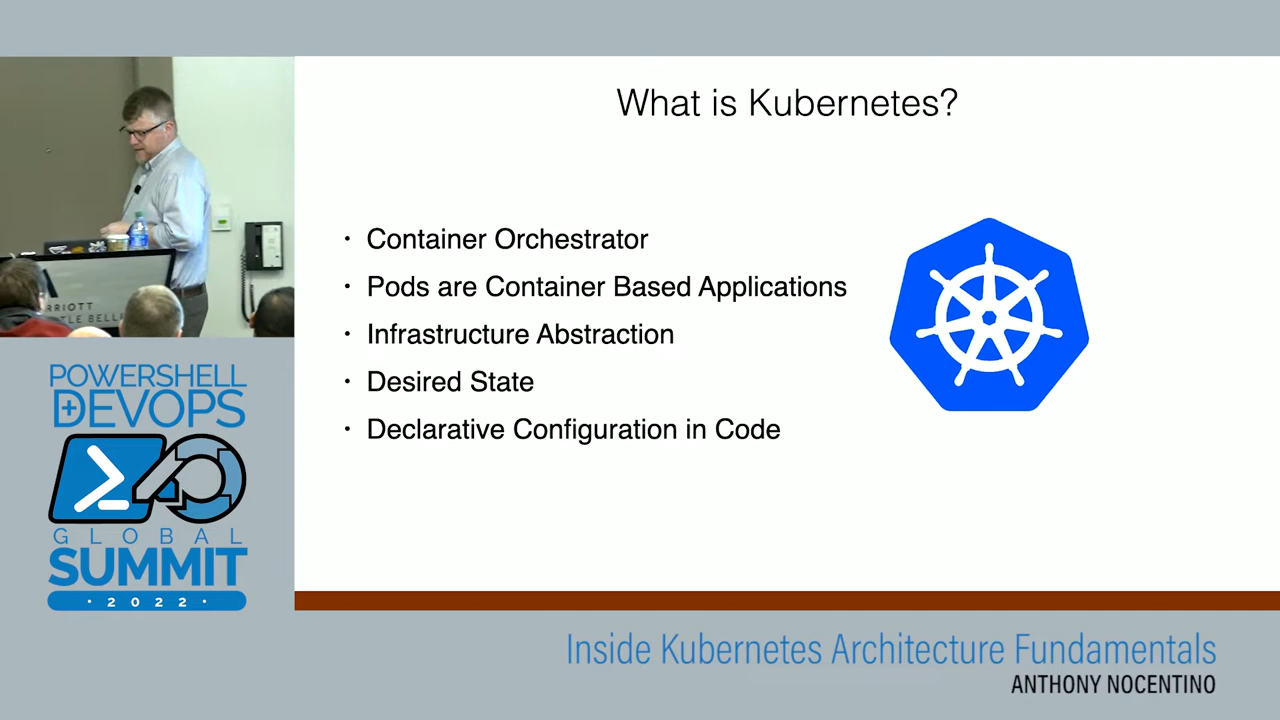 What is Kubernetes?
• Container Orchestrator
• Pods are Container Based Applications
• Infrastructure Abstraction
• Desired State
• Declarative Configuration in Code
POWERSHELL
+DEVOPS
GLOBAL
SUMMIT
· 2022 ·
Inside Kubernetes Architecture Fundamentals
ANTHONY NOCENTINO